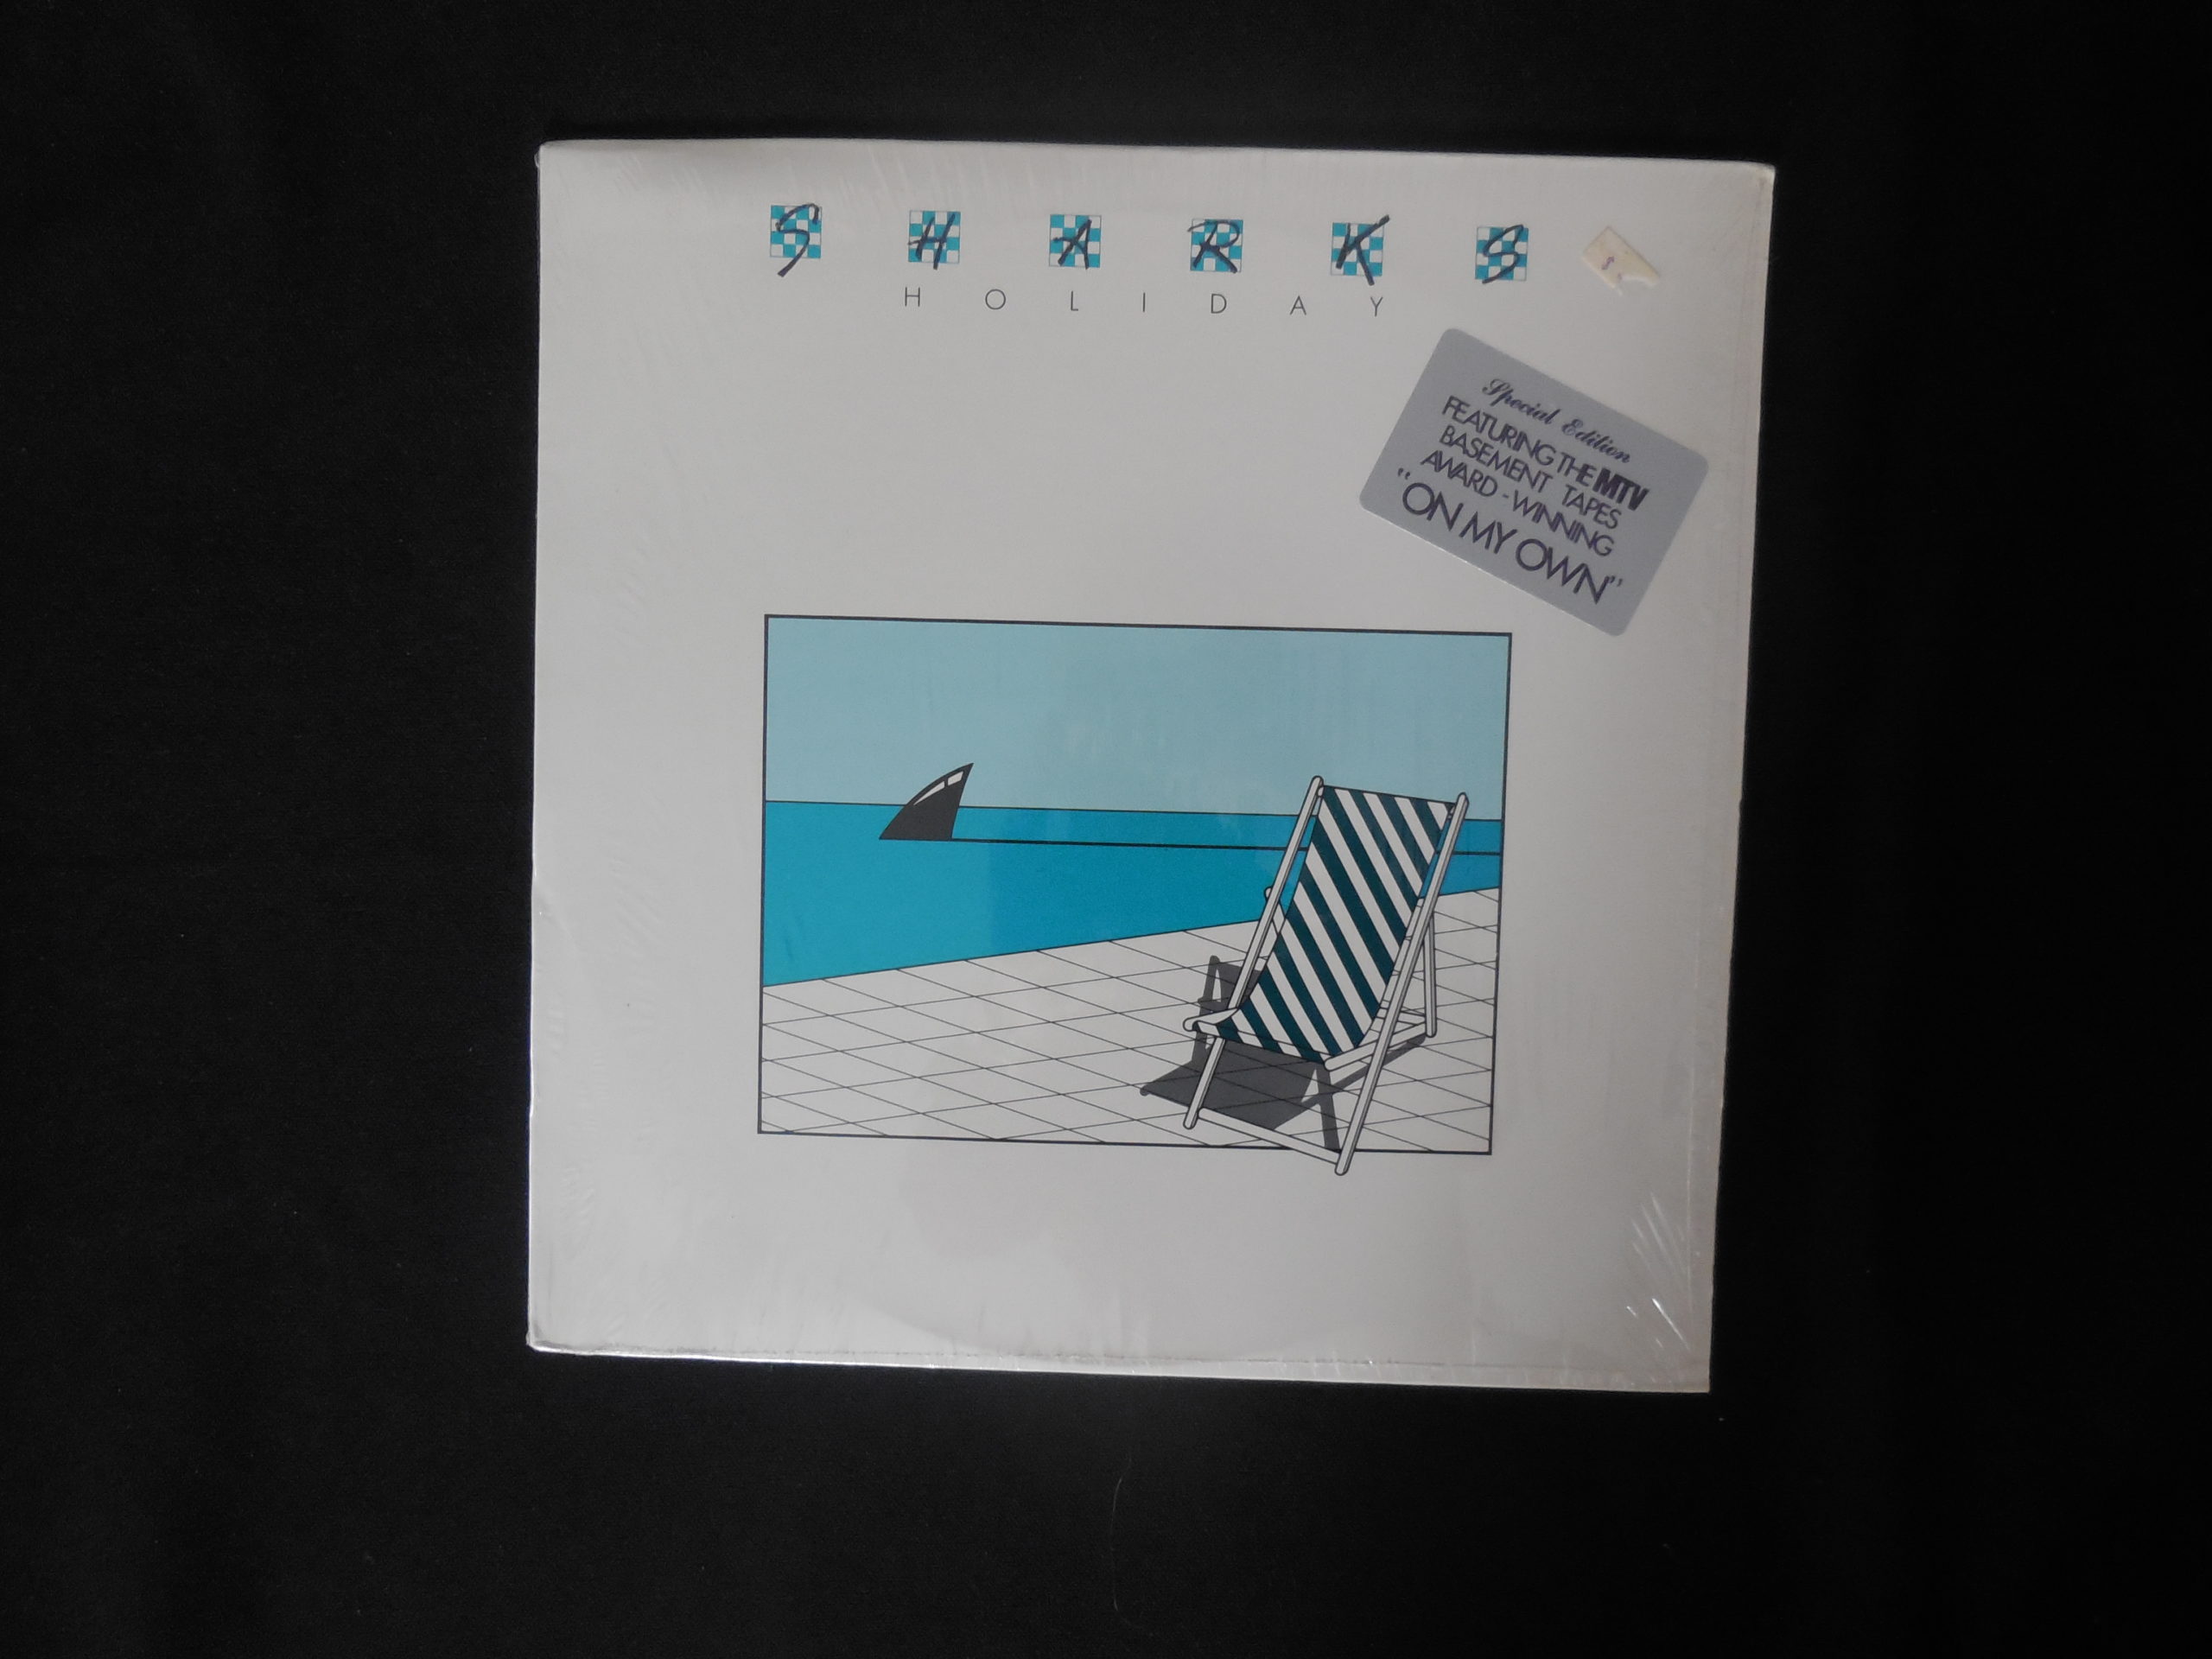 SHARKS
HOLIDAY
Special Edition
FEATURING THE MTV
BASEMENT TAPES
AWARD-WINNING
"ON MY OWN"